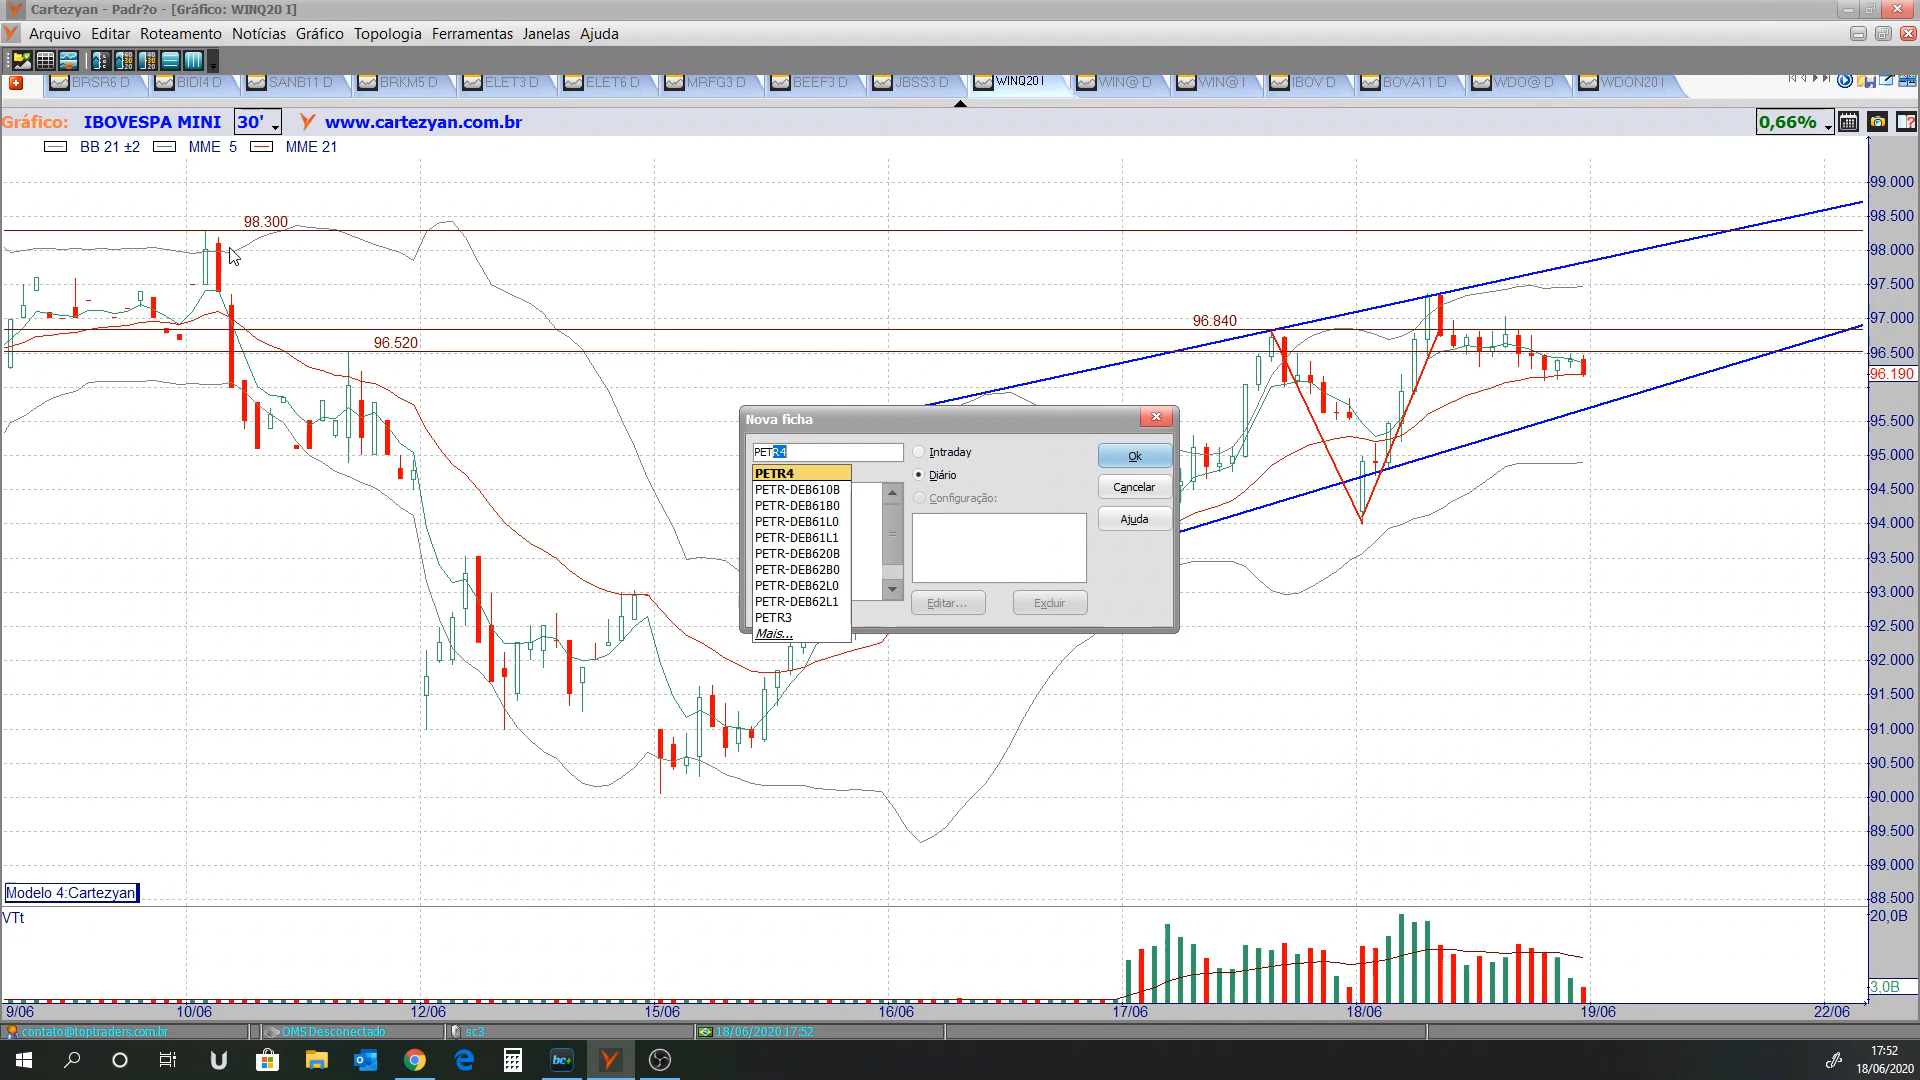 Cartezyan - Padr?o - [Gráfico: WINQ20 I]
Arquivo Editar Roteamento Notícias Gráfico Topologia Ferramentas Janelas Ajuda
BRSR6 D BIDI4 D SANB11 D BRKM5 D ELET3 D ELET6 D MRFG3 D BEEF3 D JBSS3 D WINQ20 I WIN@ D WIN@ I IBOV D BOVA11 D WDO@ D WDON20 I
Gráfico: IBOVESPA MINI 30' www.cartezyan.com.br 0,66%
BB 21 ±2 MME 5 MME 21
99.000
98.500
98.300
98.000
97.500
97.000
96.840
96.520
96.500
96.190
95.500
95.000
94.500
94.000
93.500
93.000
92.500
92.000
91.500
91.000
90.500
90.000
89.500
89.000
88.500
Nova ficha
PETR4
Intraday
Diário
Configuração:
Ok
Cancelar
Ajuda
PETR4
PETR-DEB610B
PETR-DEB61B0
PETR-DEB61L0
PETR-DEB61L1
PETR-DEB620B
PETR-DEB62B0
PETR-DEB62L0
PETR-DEB62L1
PETR3
Mais...
Editar... Excluir
Modelo 4:Cartezyan
VTt
20,0B
3,0B
9/06 10/06 12/06 15/06 16/06 17/06 18/06 19/06 22/06
contato@toptraders.com.br OMS Desconectado sc3 18/06/2020 17:52
bc+
17:52
18/06/2020